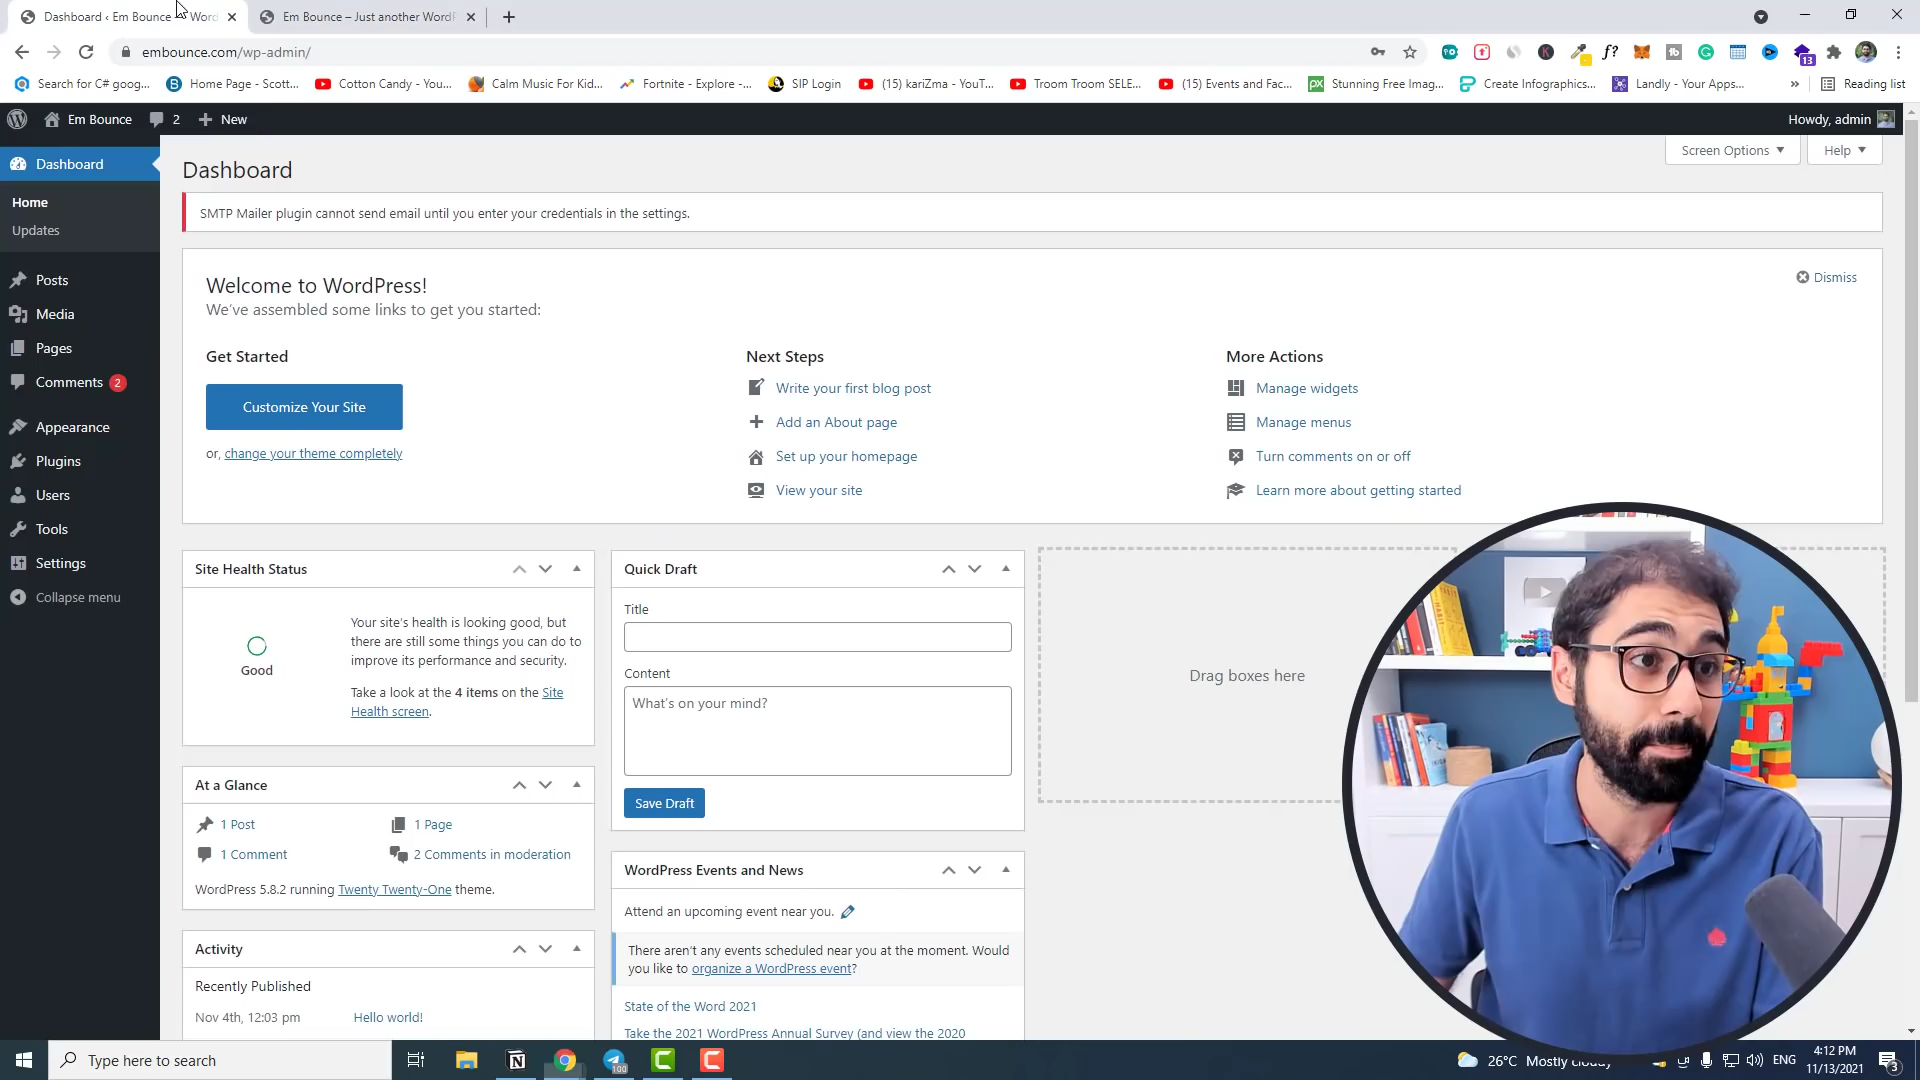 Dashboard ‹ Em Bounce — Word
Em Bounce – Just another WordP
embounce.com/wp-admin/
13
Search for C# goog...
Home Page - Scott...
Cotton Candy - You...
Calm Music For Kid...
Fortnite - Explore -...
SIP Login
(15) kariZma - YouT...
Troom Troom SELE...
(15) Events and Fac...
Stunning Free Imag...
Create Infographics...
Landly - Your Apps...
»
Reading list
Em Bounce
2
New
Howdy, admin
Dashboard
Home
Updates
Posts
Media
Pages
Comments 2
Appearance
Plugins
Users
Tools
Settings
Collapse menu
Dashboard
Screen Options
Help
SMTP Mailer plugin cannot send email until you enter your credentials in the settings.
Welcome to WordPress!
We've assembled some links to get you started:
Dismiss
Get Started
Customize Your Site
or, change your theme completely
Next Steps
Write your first blog post
Add an About page
Set up your homepage
View your site
More Actions
Manage widgets
Manage menus
Turn comments on or off
Learn more about getting started
Site Health Status
Good
Your site's health is looking good, but
there are still some things you can do to
improve its performance and security.
Take a look at the 4 items on the Site
Health screen.
At a Glance
1 Post
1 Page
1 Comment
2 Comments in moderation
WordPress 5.8.2 running Twenty Twenty-One theme.
Activity
Recently Published
Nov 4th, 12:03 pm
Hello world!
Quick Draft
Title
Content
What's on your mind?
Save Draft
WordPress Events and News
Attend an upcoming event near you.
There aren't any events scheduled near you at the moment. Would
you like to organize a WordPress event?
State of the Word 2021
Take the 2021 WordPress Annual Survey (and view the 2020
Drag boxes here
Type here to search
100
26°C Mostly cloudy
ENG
4:12 PM
11/13/2021
3